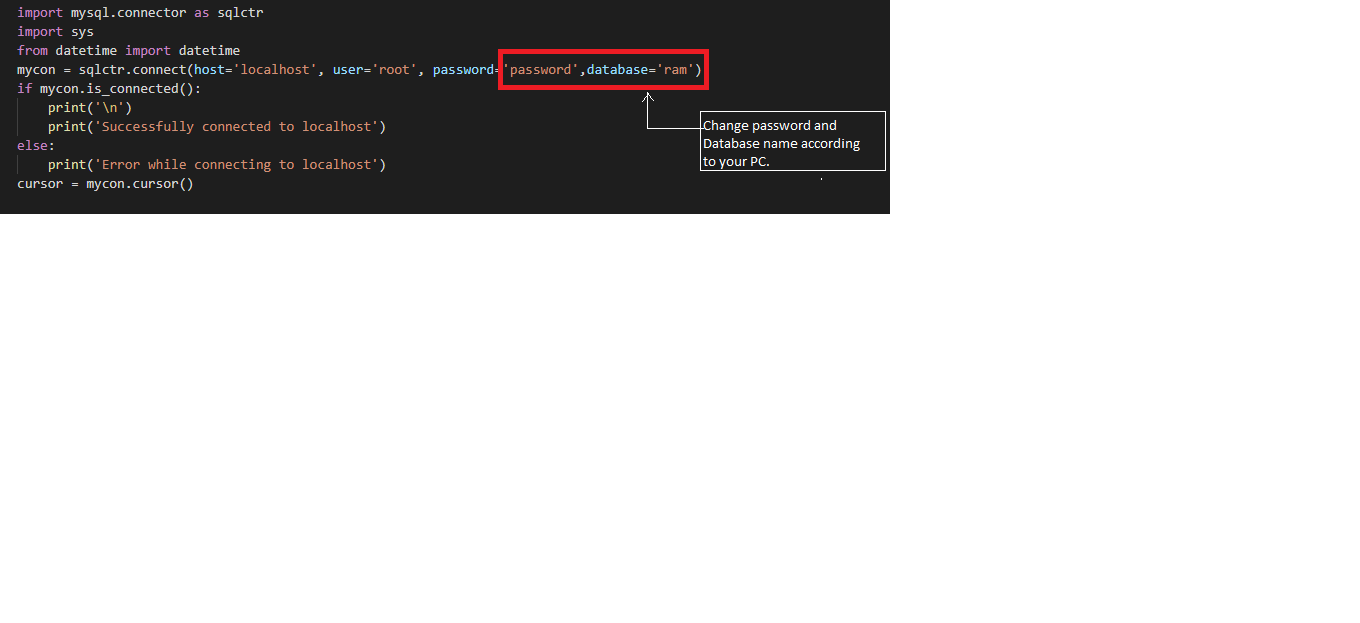 import mysql.connector as sqlctr
import sys
from datetime import datetime
mycon = sqlctr.connect(host='localhost', user='root', password='password',database='ram')
if mycon.is_connected():
    print('\n')
    print('Successfully connected to localhost')
else:
    print('Error while connecting to localhost')
cursor = mycon.cursor()
Change password and
Database name according
to your PC.